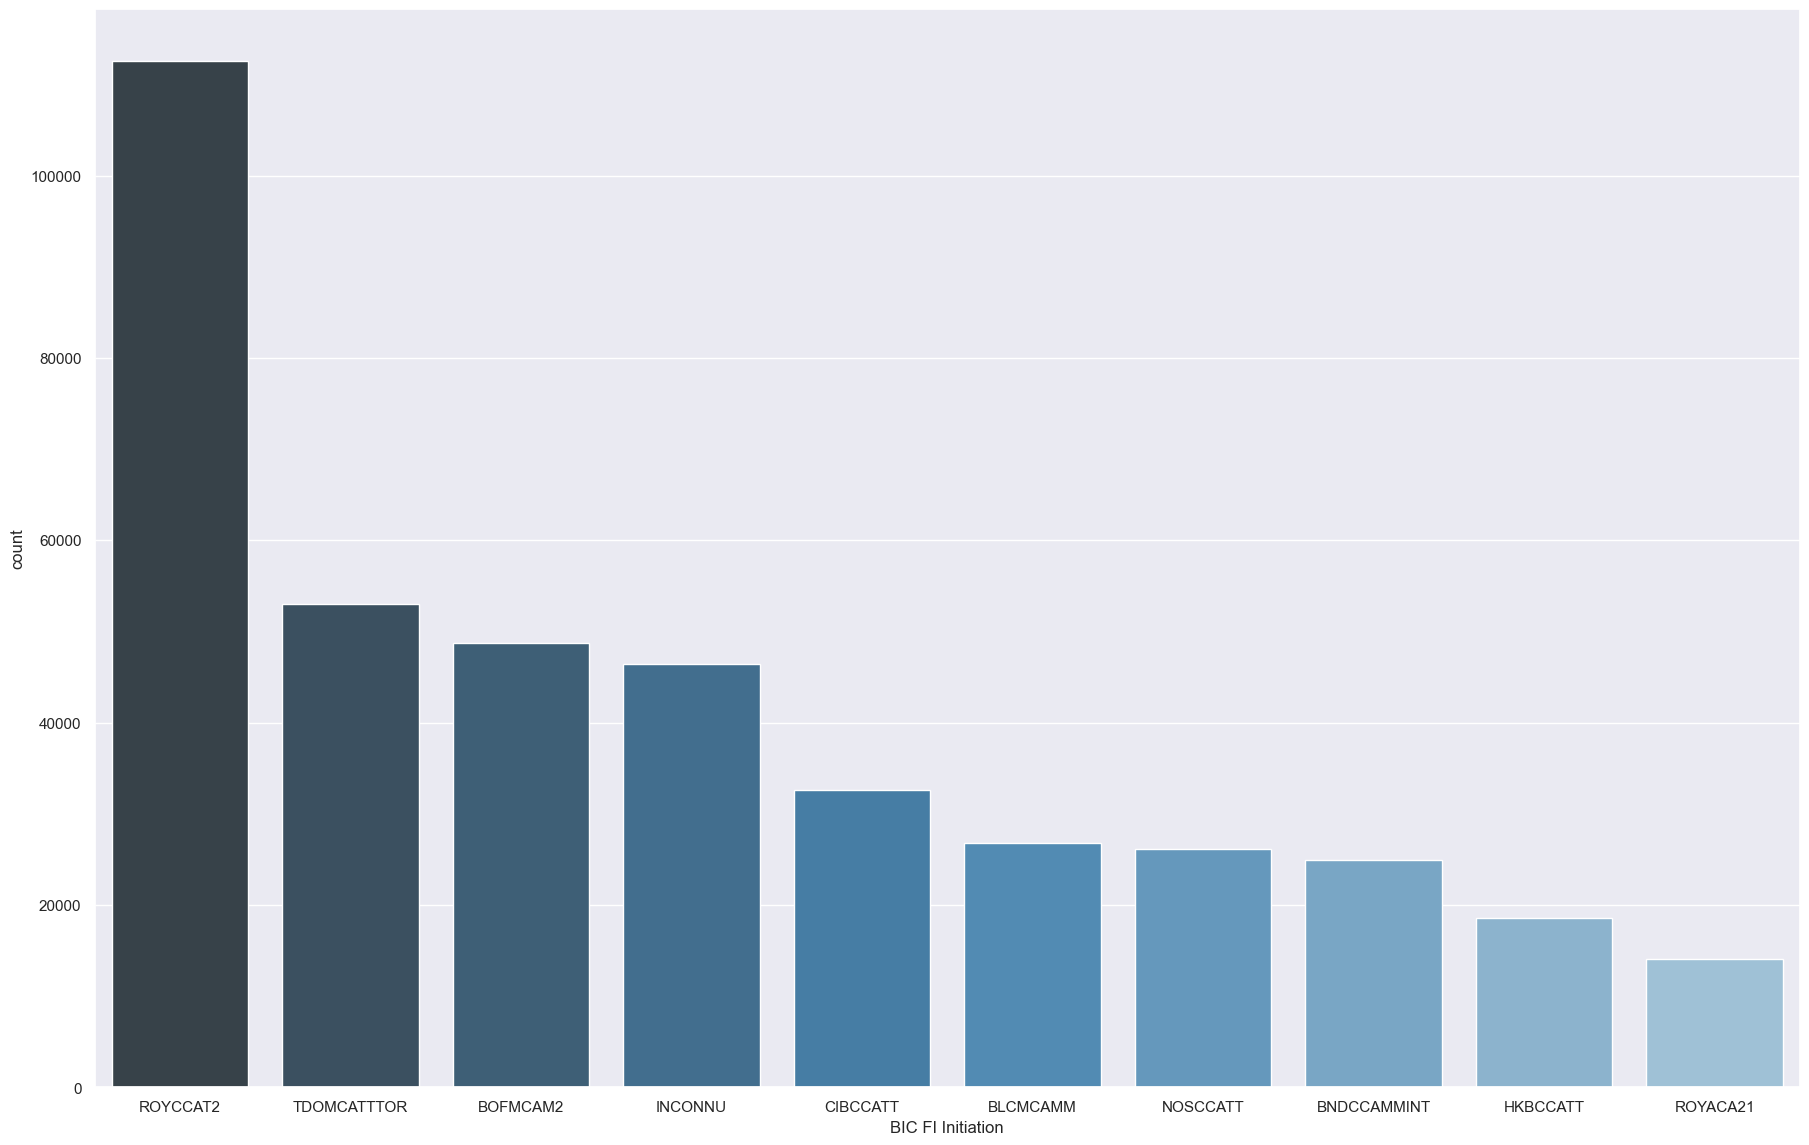 100000
80000
60000
40000
20000
0
count
ROYCCAT2 TDOMCATTTOR BOFMCAM2 INCONNU CIBCCATT BLCMCAMM NOSCCATT BNDCCAMMINT HKBCCATT ROYACA21
BIC FI Initiation